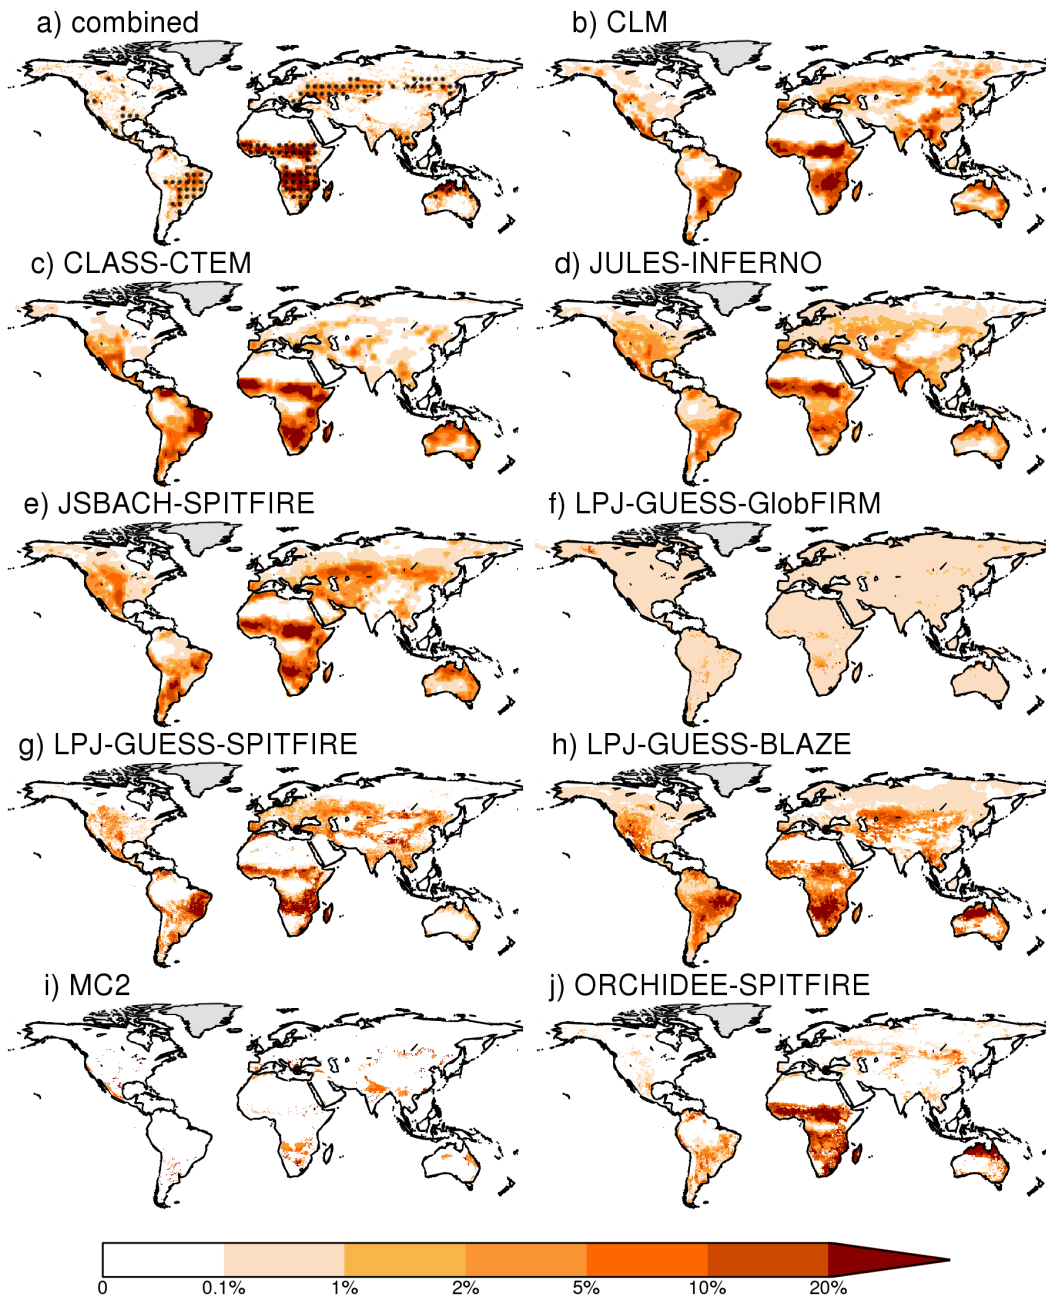 a) combined
b) CLM
c) CLASS-CTEM
d) JULES-INFERNO
e) JSBACH-SPITFIRE
f) LPJ-GUESS-GlobFIRM
g) LPJ-GUESS-SPITFIRE
h) LPJ-GUESS-BLAZE
i) MC2
j) ORCHIDEE-SPITFIRE
0 0.1% 1% 2% 5% 10% 20%